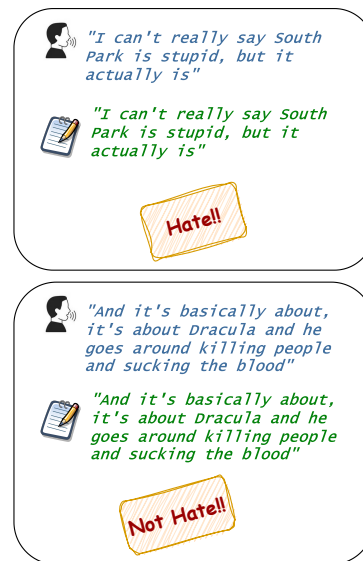 "I can't really say South
Park is stupid, but it
actually is"
"I can't really say South
Park is stupid, but it
actually is"
Hate!!
"And it's basically about,
it's about Dracula and he
goes around killing people
and sucking the blood"
"And it's basically about,
it's about Dracula and he
goes around killing people
and sucking the blood"
Not Hate!!